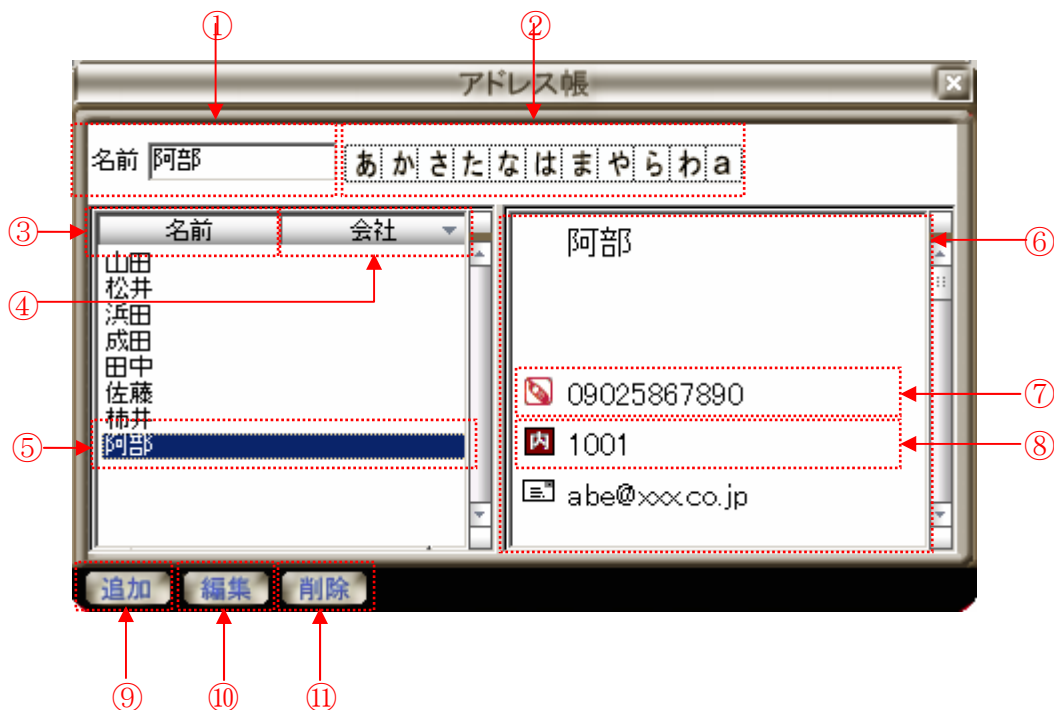 ① ②
アドレス帳
名前 阿部 あ か さ た な は ま や ら わ a
③ 名前 会社
阿部 ⑥
山田
④ 松井
浜田
成田
田中
佐藤
柿井
⑤ 阿部
09025867890 ⑦
内 1001 ⑧
abe@xxx.co.jp
追加 編集 削除
⑨ ⑩ ⑪